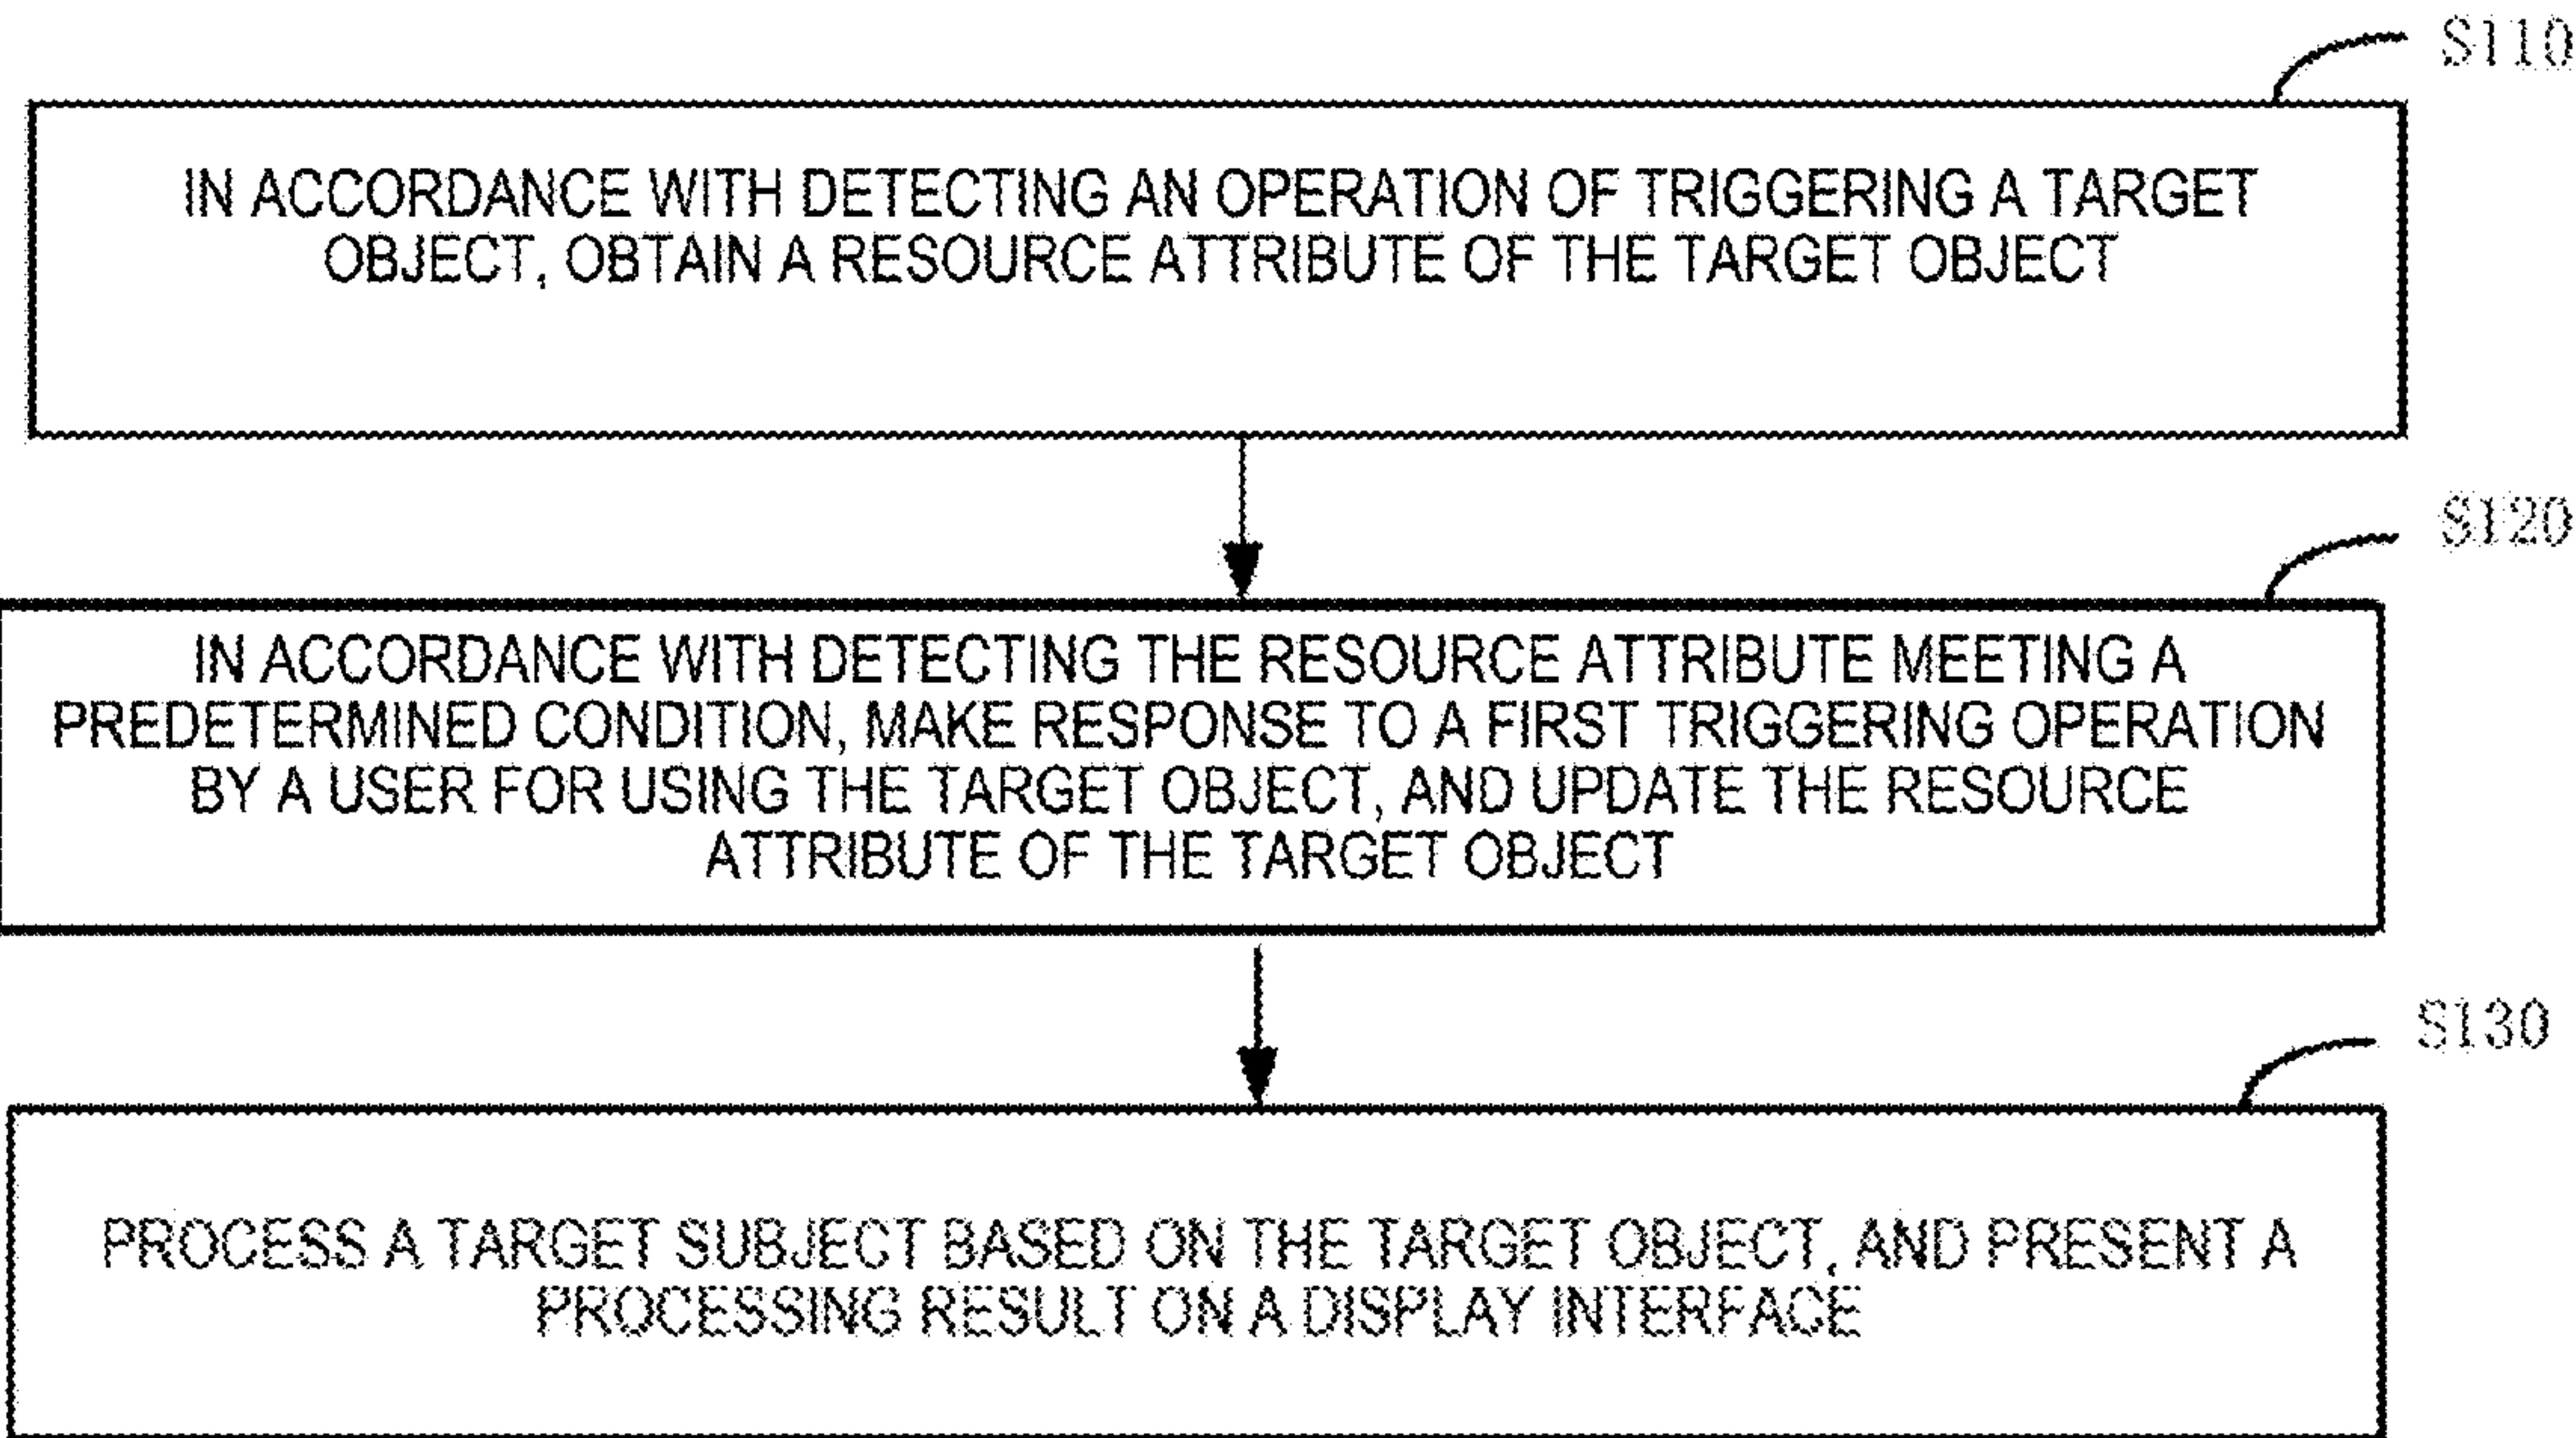 S110
IN ACCORDANCE WITH DETECTING AN OPERATION OF TRIGGERING A TARGET
OBJECT, OBTAIN A RESOURCE ATTRIBUTE OF THE TARGET OBJECT
S120
IN ACCORDANCE WITH DETECTING THE RESOURCE ATTRIBUTE MEETING A
PREDETERMINED CONDITION, MAKE RESPONSE TO A FIRST TRIGGERING OPERATION
BY A USER FOR USING THE TARGET OBJECT, AND UPDATE THE RESOURCE
ATTRIBUTE OF THE TARGET OBJECT
S130
PROCESS A TARGET SUBJECT BASED ON THE TARGET OBJECT, AND PRESENT A
PROCESSING RESULT ON A DISPLAY INTERFACE